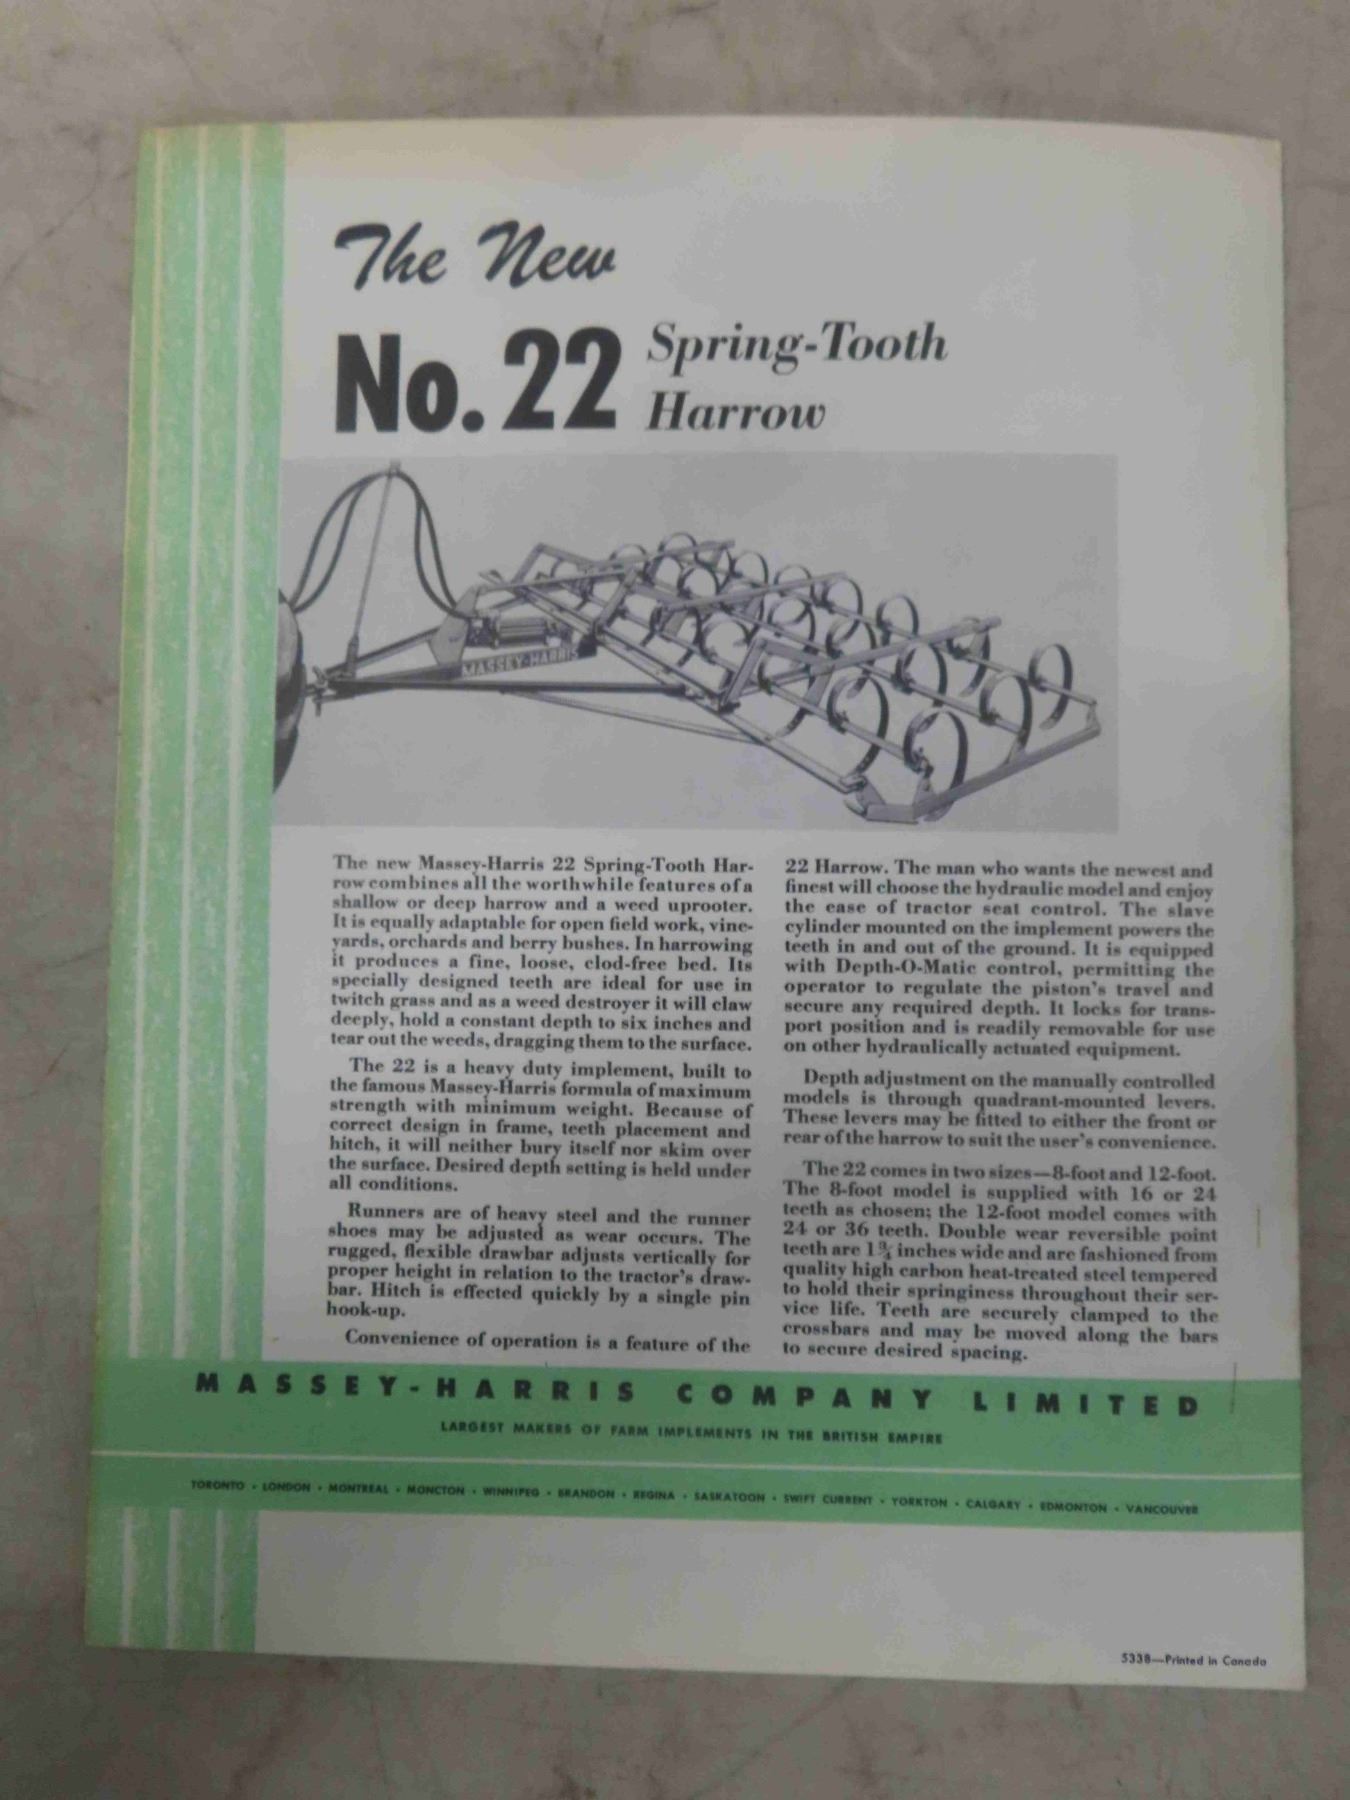 The New
No. 22 Spring-Tooth
Harrow
MASSEY-HARRIS
The new Massey-Harris 22 Spring-Tooth Har-
row combines all the worthwhile features of a
shallow or deep harrow and a weed uprooter.
It is equally adaptable for open field work, vine-
yards, orchards and berry bushes. In harrowing
it produces a fine, loose, clod-free bed. Its
specially designed teeth are ideal for use in
twitch grass and as a weed destroyer it will claw
deeply, hold a constant depth to six inches and
tear out the weeds, dragging them to the surface.
The 22 is a heavy duty implement, built to
the famous Massey-Harris formula of maximum
strength with minimum weight. Because of
correct design in frame, teeth placement and
hitch, it will neither bury itself nor skim over
the surface. Desired depth setting is held under
all conditions.
Runners are of heavy steel and the runner
shoes may be adjusted as wear occurs. The
rugged, flexible drawbar adjusts vertically for
proper height in relation to the tractor's draw-
bar. Hitch is effected quickly by a single pin
hook-up.
Convenience of operation is a feature of the
22 Harrow. The man who wants the newest and
finest will choose the hydraulic model and enjoy
the ease of tractor seat control. The slave
cylinder mounted on the implement powers the
teeth in and out of the ground. It is equipped
with Depth-O-Matic control, permitting the
operator to regulate the piston's travel and
secure any required depth. It locks for trans-
port position and is readily removable for use
on other hydraulically actuated equipment.
Depth adjustment on the manually controlled
models is through quadrant-mounted levers.
These levers may be fitted to either the front or
rear of the harrow to suit the user's convenience.
The 22 comes in two sizes—8-foot and 12-foot.
The 8-foot model is supplied with 16 or 24
teeth as chosen; the 12-foot model comes with
24 or 36 teeth. Double wear reversible point
teeth are 1¾ inches wide and are fashioned from
quality high carbon heat-treated steel tempered
to hold their springiness throughout their ser-
vice life. Teeth are securely clamped to the
crossbars and may be moved along the bars
to secure desired spacing.
MASSEY-HARRIS COMPANY LIMITED
LARGEST MAKERS OF FARM IMPLEMENTS IN THE BRITISH EMPIRE
TORONTO • LONDON • MONTREAL • MONCTON • WINNIPEG • BRANDON • REGINA • SASKATOON • SWIFT CURRENT • YORKTON • CALGARY • EDMONTON • VANCOUVER
5338—Printed in Canada